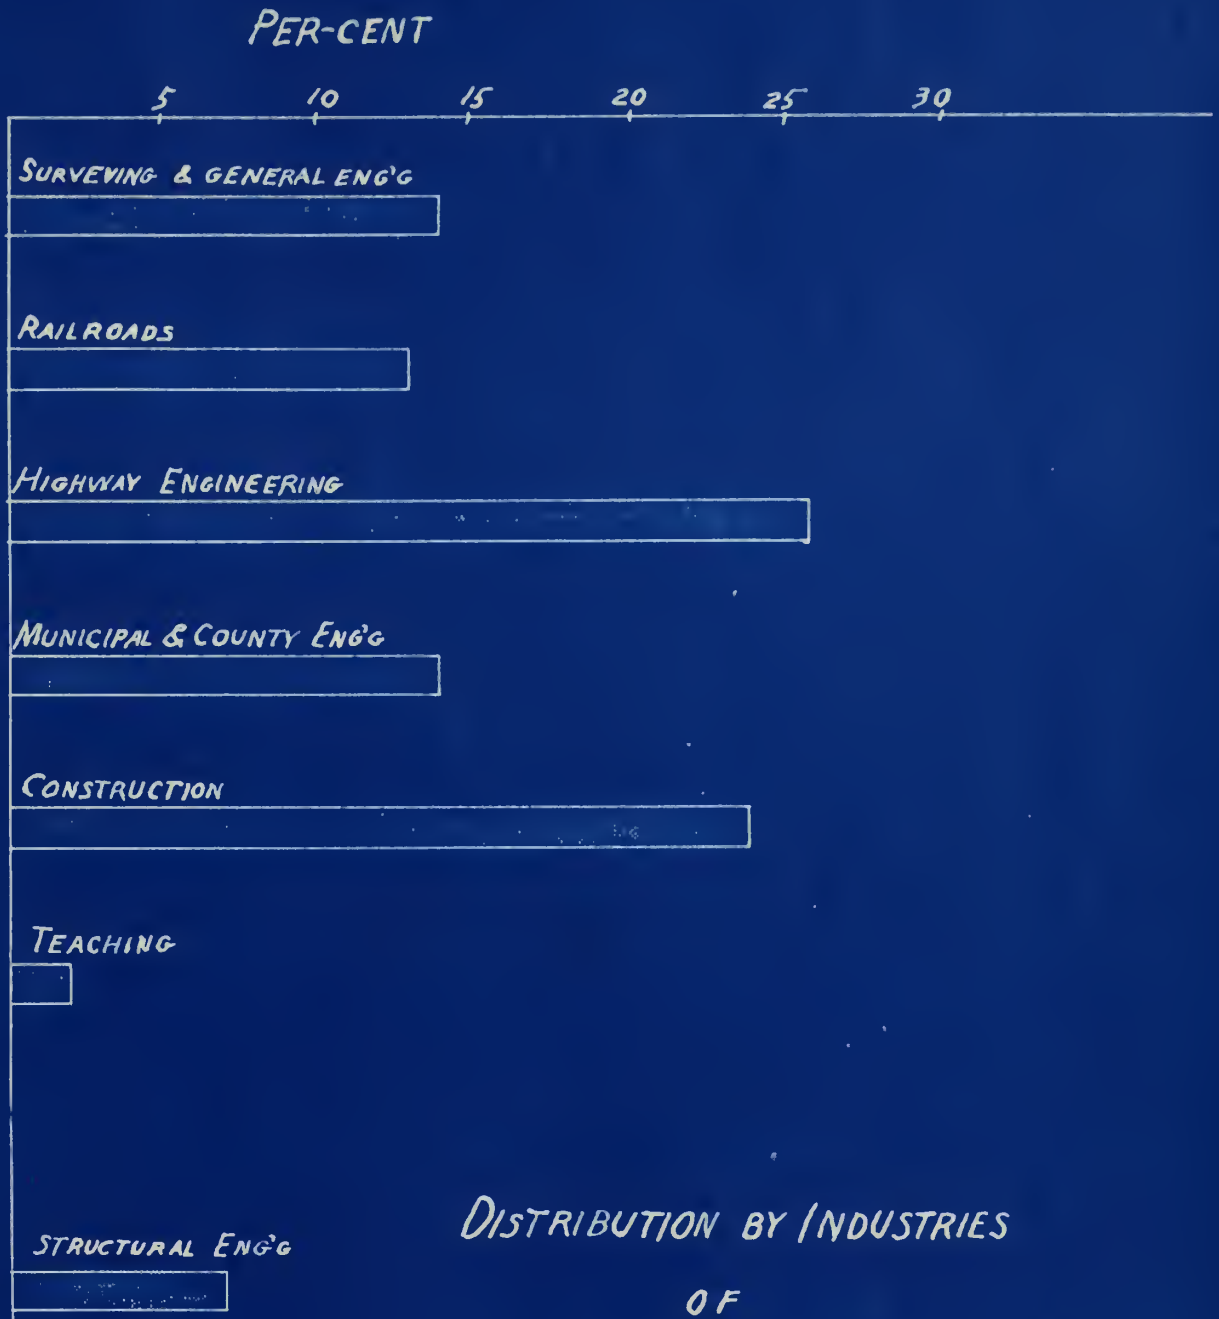 PER-CENT
5 10 15 20 25 30
SURVEYING & GENERAL ENG'G
RAILROADS
HIGHWAY ENGINEERING
MUNICIPAL & COUNTY ENG'G
CONSTRUCTION
TEACHING
DISTRIBUTION BY INDUSTRIES
STRUCTURAL ENG'G
OF